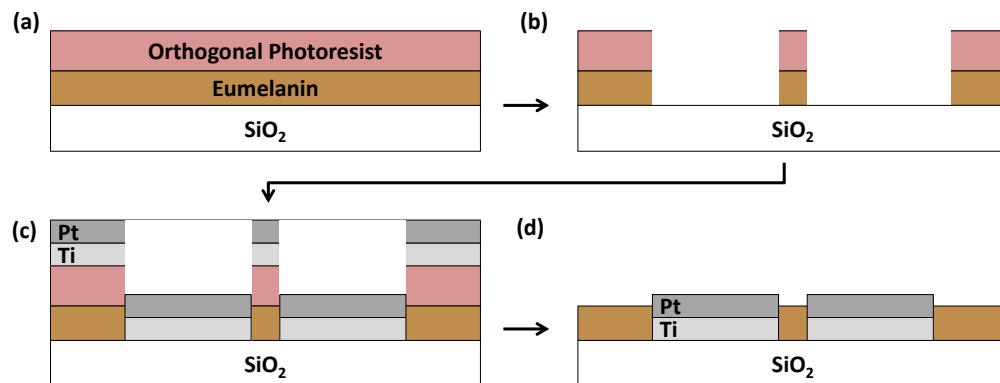 (a)
Orthogonal Photoresist
Eumelanin
SiO₂
(b)
SiO₂
(c)
Pt
Ti
SiO₂
(d)
Pt
Ti
SiO₂